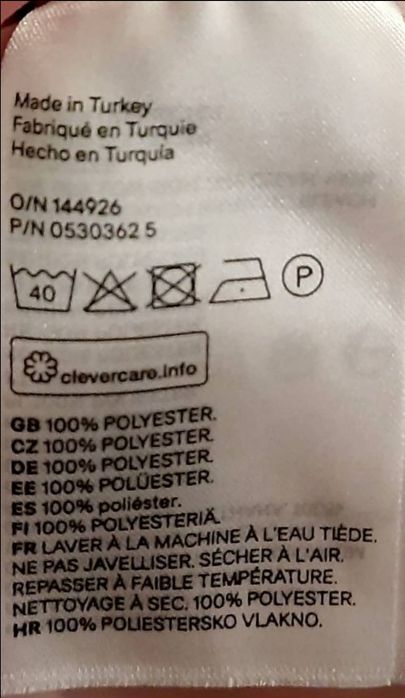 Made in Turkey
Fabriqué en Turquie
Hecho en Turquía
O/N 144926
P/N 0530362 5
40
P
clevercare.info
GB 100% POLYESTER.
CZ 100% POLYESTER.
DE 100% POLYESTER.
EE 100% POLÜESTER.
ES 100% poliéster.
FI 100% POLYESTERIÄ.
FR LAVER À LA MACHINE À L'EAU TIÈDE.
NE PAS JAVELLISER. SÉCHER À L'AIR.
REPASSER À FAIBLE TEMPÉRATURE.
NETTOYAGE À SEC. 100% POLYESTER.
HR 100% POLIESTERSKO VLAKNO.